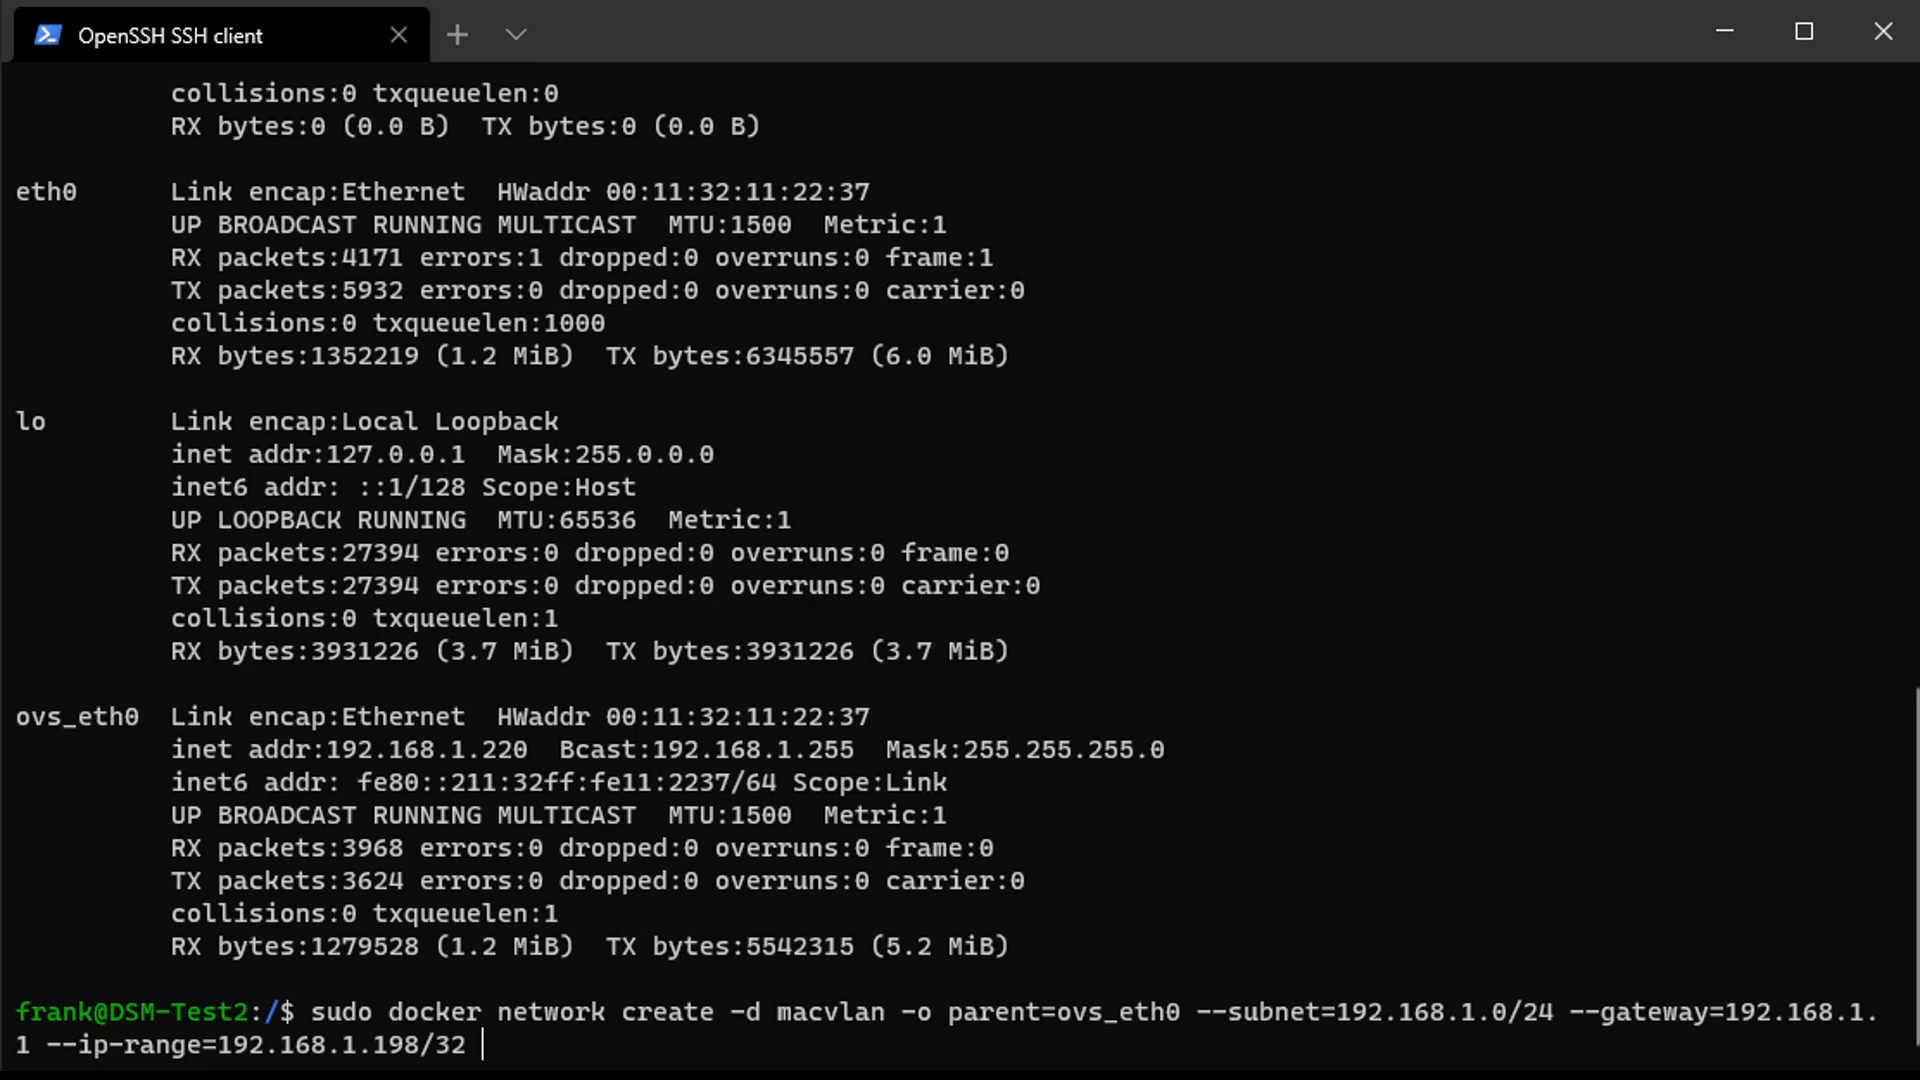 OpenSSH SSH client
collisions:0 txqueuelen:0
RX bytes:0 (0.0 B)  TX bytes:0 (0.0 B)
eth0      Link encap:Ethernet  HWaddr 00:11:32:11:22:37
UP BROADCAST RUNNING MULTICAST  MTU:1500  Metric:1
RX packets:4171 errors:1 dropped:0 overruns:0 frame:1
TX packets:5932 errors:0 dropped:0 overruns:0 carrier:0
collisions:0 txqueuelen:1000
RX bytes:1352219 (1.2 MiB)  TX bytes:6345557 (6.0 MiB)
lo        Link encap:Local Loopback
inet addr:127.0.0.1  Mask:255.0.0.0
inet6 addr: ::1/128 Scope:Host
UP LOOPBACK RUNNING  MTU:65536  Metric:1
RX packets:27394 errors:0 dropped:0 overruns:0 frame:0
TX packets:27394 errors:0 dropped:0 overruns:0 carrier:0
collisions:0 txqueuelen:1
RX bytes:3931226 (3.7 MiB)  TX bytes:3931226 (3.7 MiB)
ovs_eth0  Link encap:Ethernet  HWaddr 00:11:32:11:22:37
inet addr:192.168.1.220  Bcast:192.168.1.255  Mask:255.255.255.0
inet6 addr: fe80::211:32ff:fe11:2237/64 Scope:Link
UP BROADCAST RUNNING MULTICAST  MTU:1500  Metric:1
RX packets:3968 errors:0 dropped:0 overruns:0 frame:0
TX packets:3624 errors:0 dropped:0 overruns:0 carrier:0
collisions:0 txqueuelen:1
RX bytes:1279528 (1.2 MiB)  TX bytes:5542315 (5.2 MiB)
frank@DSM-Test2:/$ sudo docker network create -d macvlan -o parent=ovs_eth0 --subnet=192.168.1.0/24 --gateway=192.168.1.
1 --ip-range=192.168.1.198/32